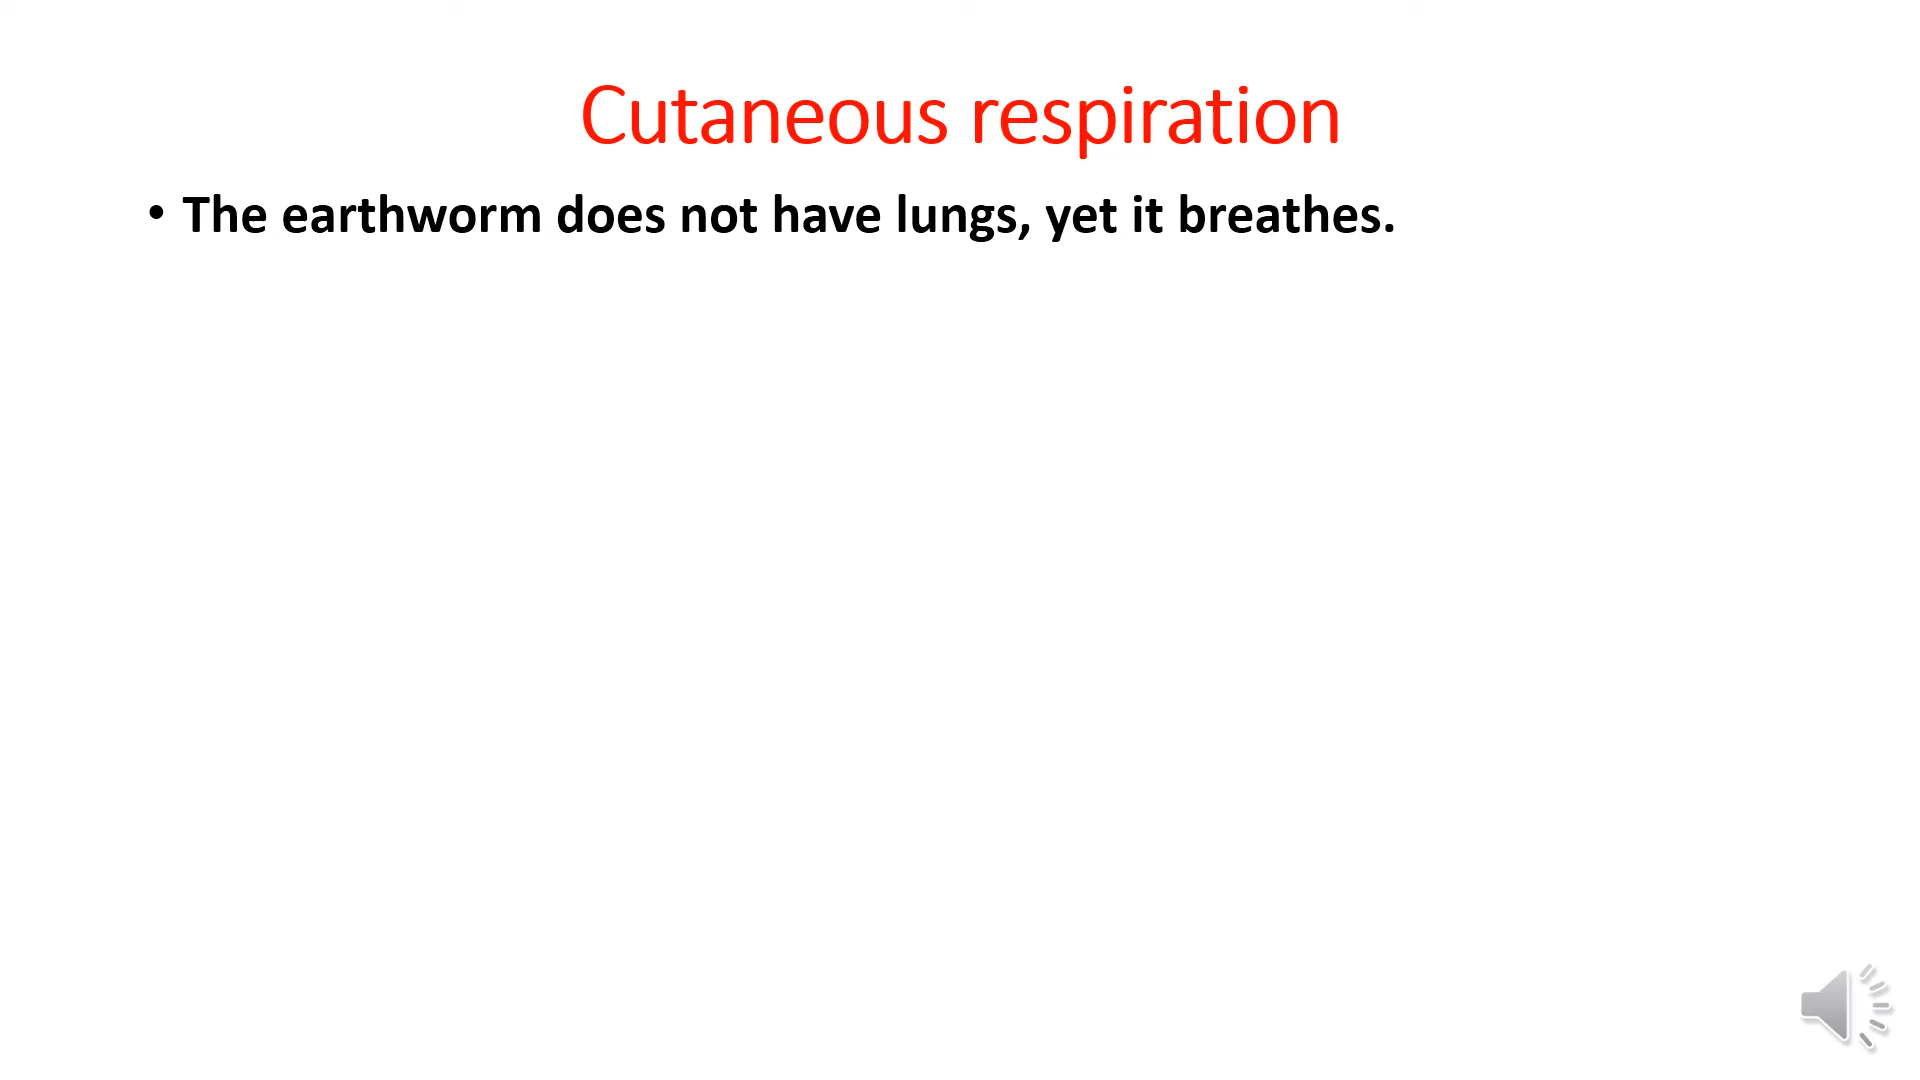 Cutaneous respiration
• The earthworm does not have lungs, yet it breathes.